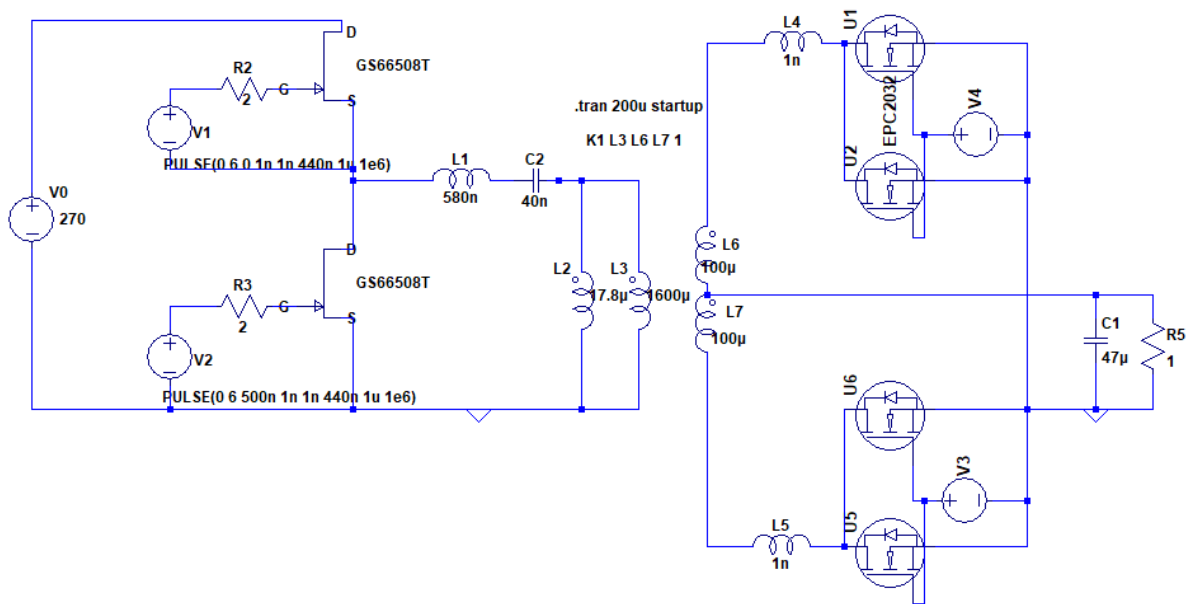 D
GS66508T
R2
2
G
S
V1
PULSE(0 6 0 1n 1n 440n 1u 1e6)
V0
270
L1
580n
C2
40n
D
GS66508T
R3
2
G
S
V2
PULSE(0 6 500n 1n 1n 440n 1u 1e6)
L2
17.8µ
L3
1600µ
.tran 200u startup
K1 L3 L6 L7 1
L4
1n
U1
EPC2032
V4
U2
L6
100µ
L7
100µ
C1
47µ
R5
1
U6
V3
U5
L5
1n